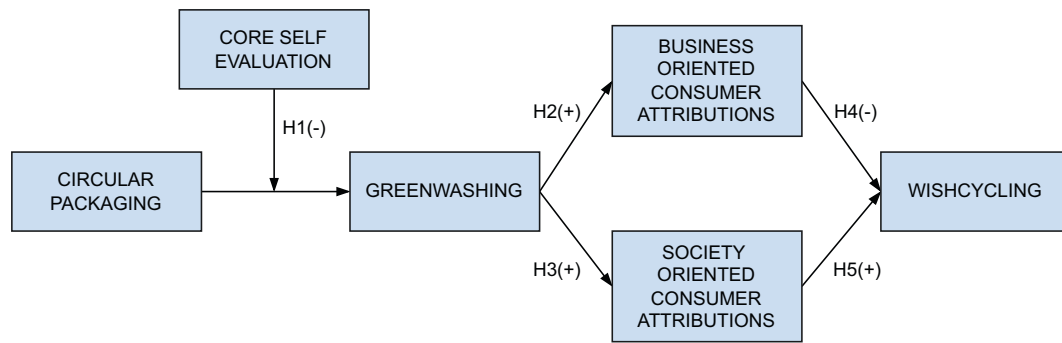 CORE SELF
EVALUATION
H1(-)
CIRCULAR
PACKAGING
GREENWASHING
H2(+)
H3(+)
BUSINESS
ORIENTED
CONSUMER
ATTRIBUTIONS
SOCIETY
ORIENTED
CONSUMER
ATTRIBUTIONS
H4(-)
H5(+)
WISHCYCLING